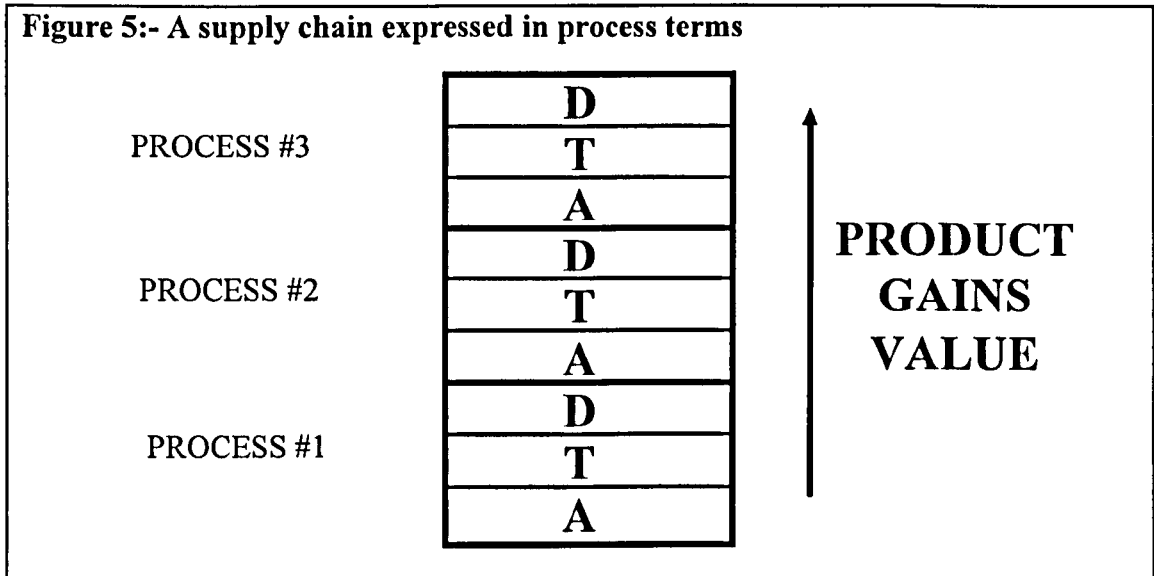 Figure 5:- A supply chain expressed in process terms
PROCESS #3
D
T
A
PROCESS #2
D
T
A
PROCESS #1
D
T
A
PRODUCT
GAINS
VALUE